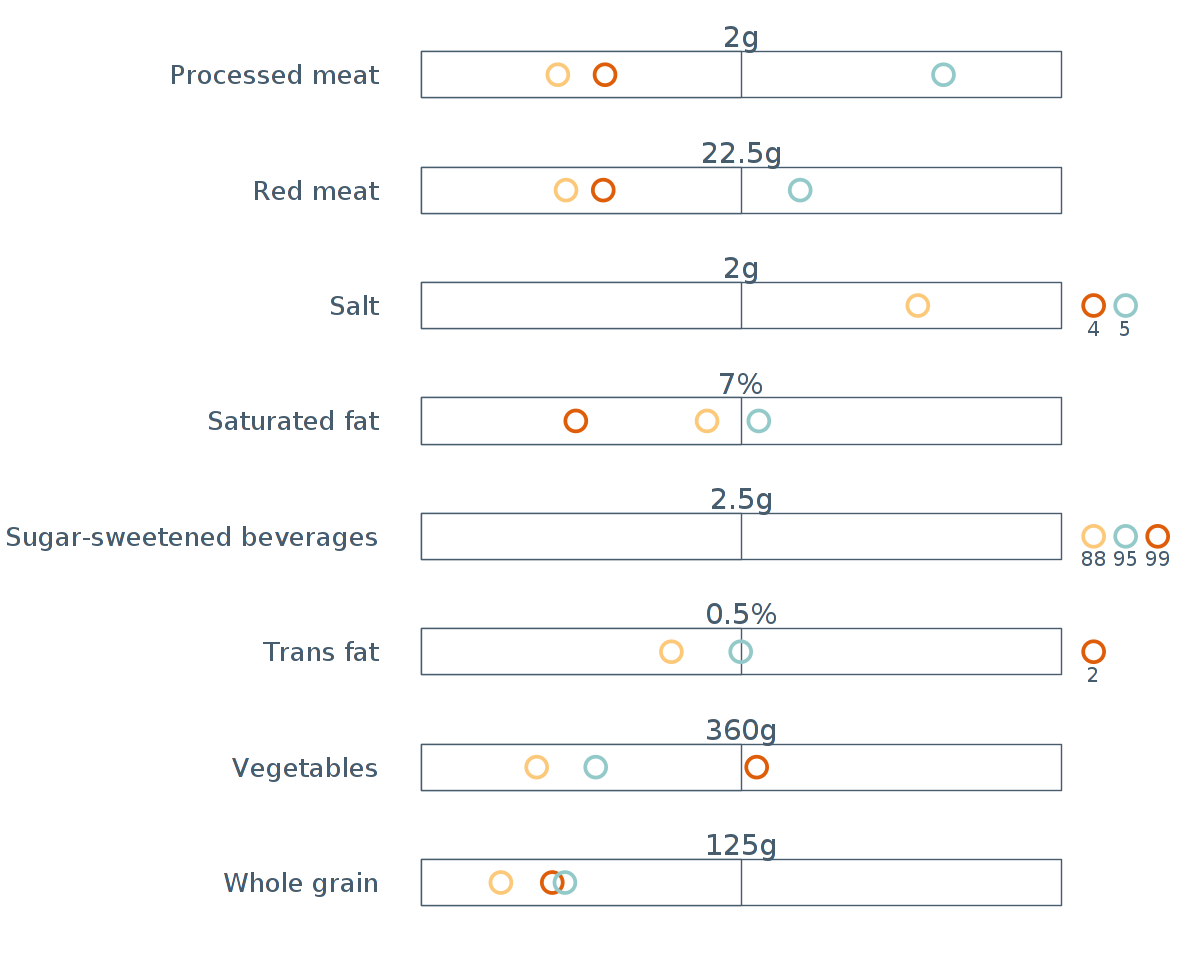 2g
Processed meat
22.5g
Red meat
2g
Salt
4 5
7%
Saturated fat
2.5g
Sugar-sweetened beverages
88 95 99
0.5%
Trans fat
2
360g
Vegetables
125g
Whole grain